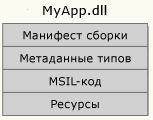 MyApp.dll
Манифест сборки
Метаданные типов
MSIL-код
Ресурсы